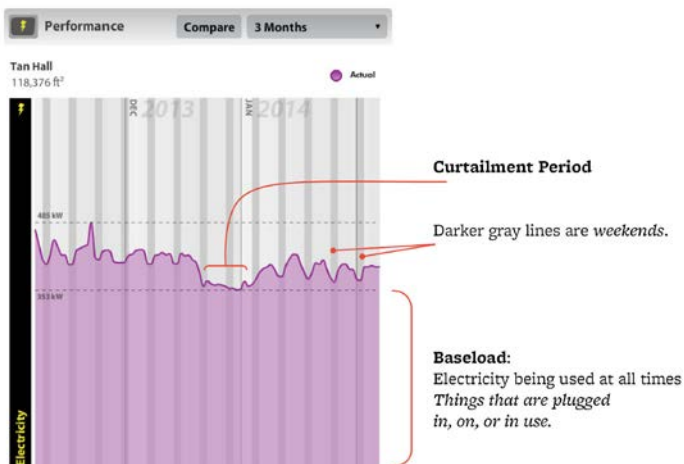 Performance
Compare
3 Months
Tan Hall
118,376 ft²
Actual
DEC
2013
JAN
2014
Curtailment Period
485 kW
Darker gray lines are weekends.
353 kW
Baseload:
Electricity being used at all times
Things that are plugged
in, on, or in use.
Electricity